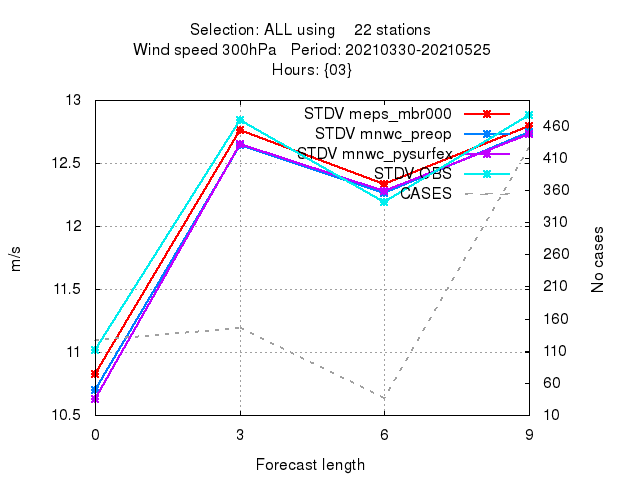 Selection: ALL using 22 stations
Wind speed 300hPa Period: 20210330-20210525
Hours: {03}
STDV meps_mbr000
STDV mnwc_preop
STDV mnwc_pysurfex
STDV OBS
CASES
13
12.5
12
11.5
11
10.5
m/s
460
410
360
310
260
210
160
110
60
10
No cases
0 3 6 9
Forecast length